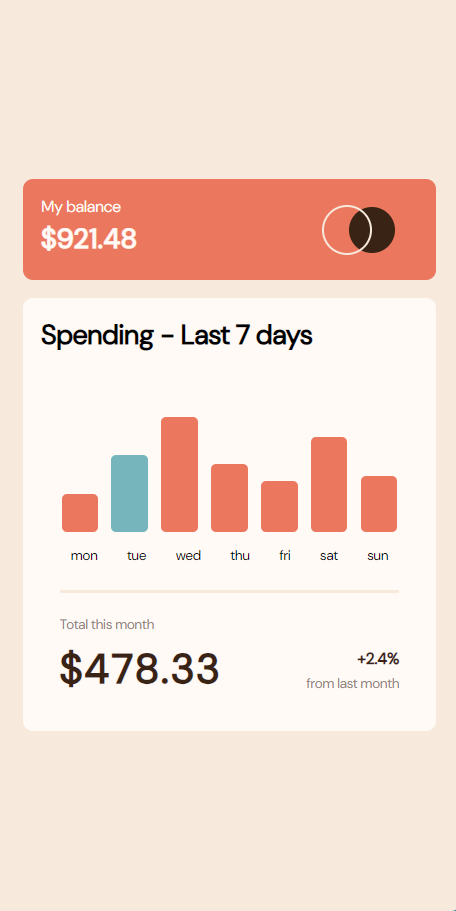 My balance
$921.48
Spending - Last 7 days
mon tue wed thu fri sat sun
Total this month
$478.33
+2.4%
from last month